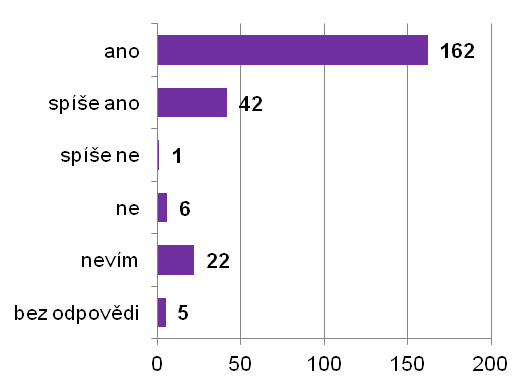 ano 162
spíše ano 42
spíše ne 1
ne 6
nevím 22
bez odpovědi 5
0 50 100 150 200